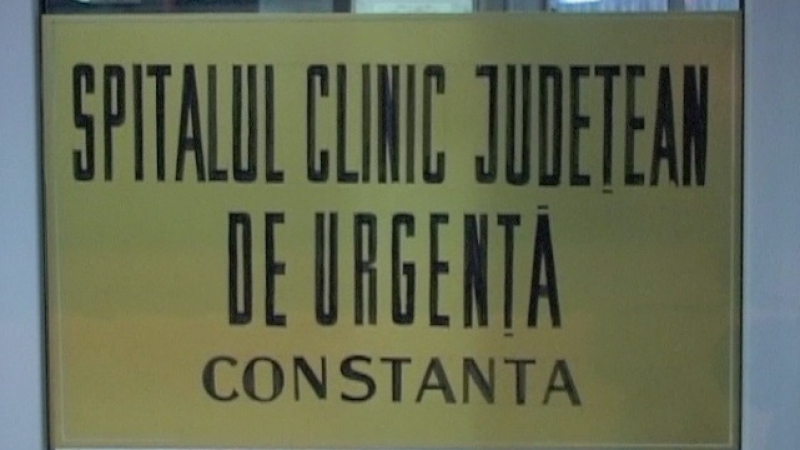 SPITALUL CLINIC JUDEȚEAN
DE URGENȚĂ
CONSTANTA